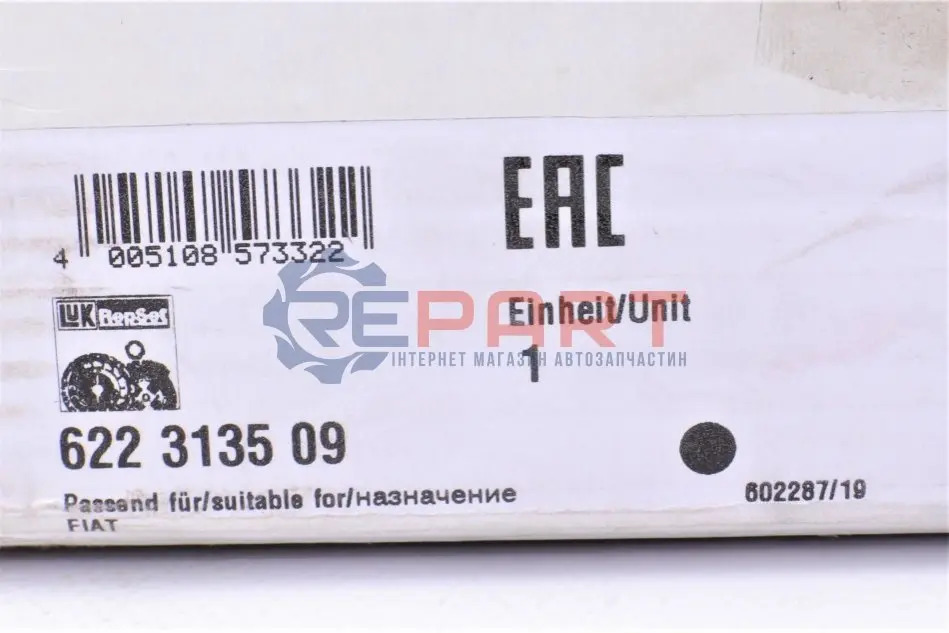 EAC
4 005108 573322
REPART
ІНТЕРНЕТ МАГАЗИН АВТОЗАПЧАСТИН
Einheit/Unit
1
LuK RepSet
622 3135 09
Passend für/suitable for/назначение
FIAT
602287/19